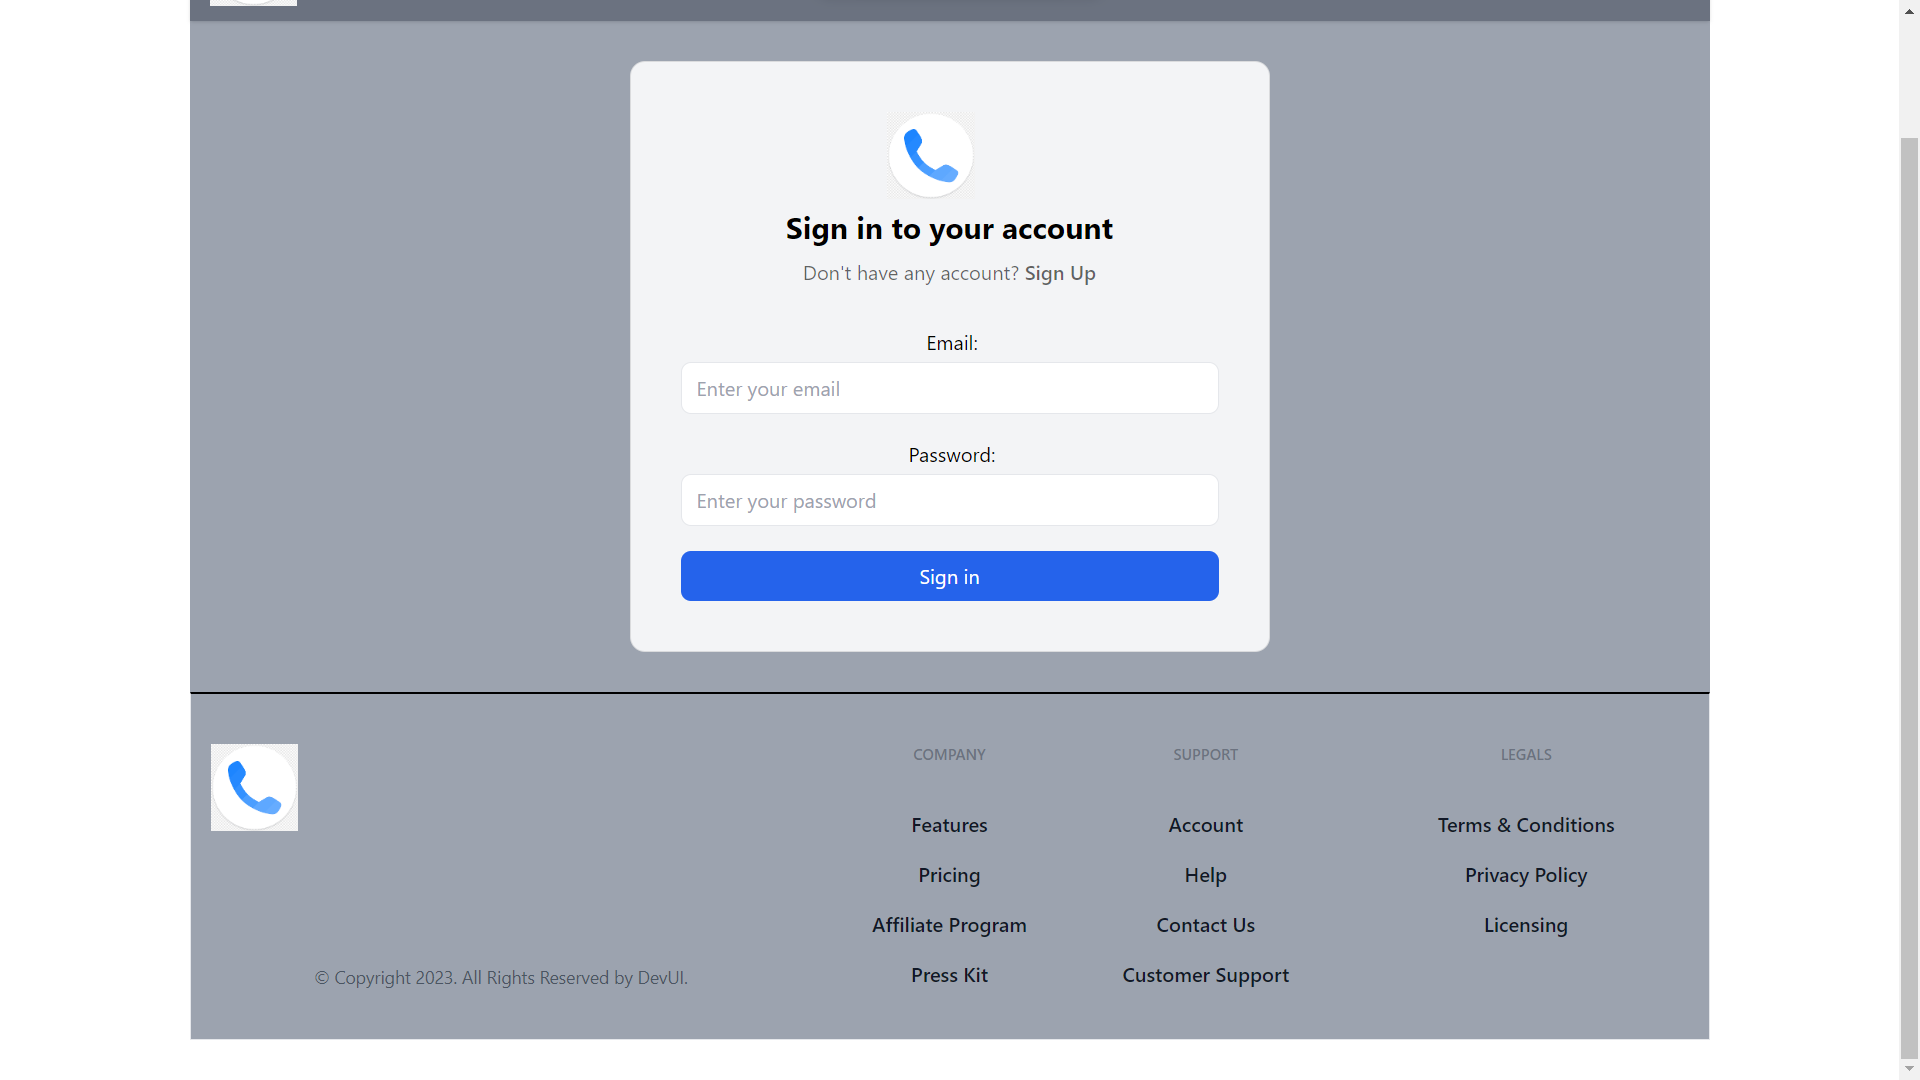 Sign in to your account
Don't have any account? Sign Up
Email:
Enter your email
Password:
Enter your password
Sign in
COMPANY
Features
Pricing
Affiliate Program
Press Kit
SUPPORT
Account
Help
Contact Us
Customer Support
LEGALS
Terms & Conditions
Privacy Policy
Licensing
© Copyright 2023. All Rights Reserved by DevUI.